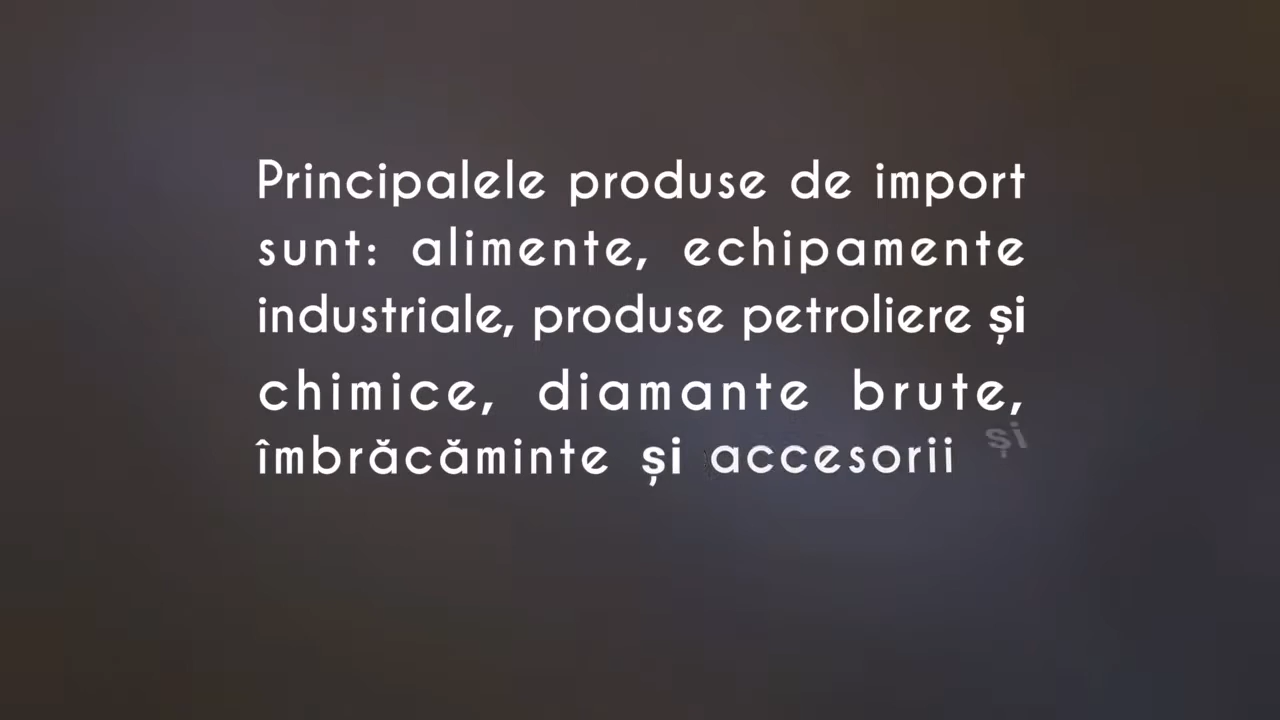 Principalele produse de import
sunt: alimente, echipamente
industriale, produse petroliere și
chimice, diamante brute,
îmbrăcăminte și accesorii și